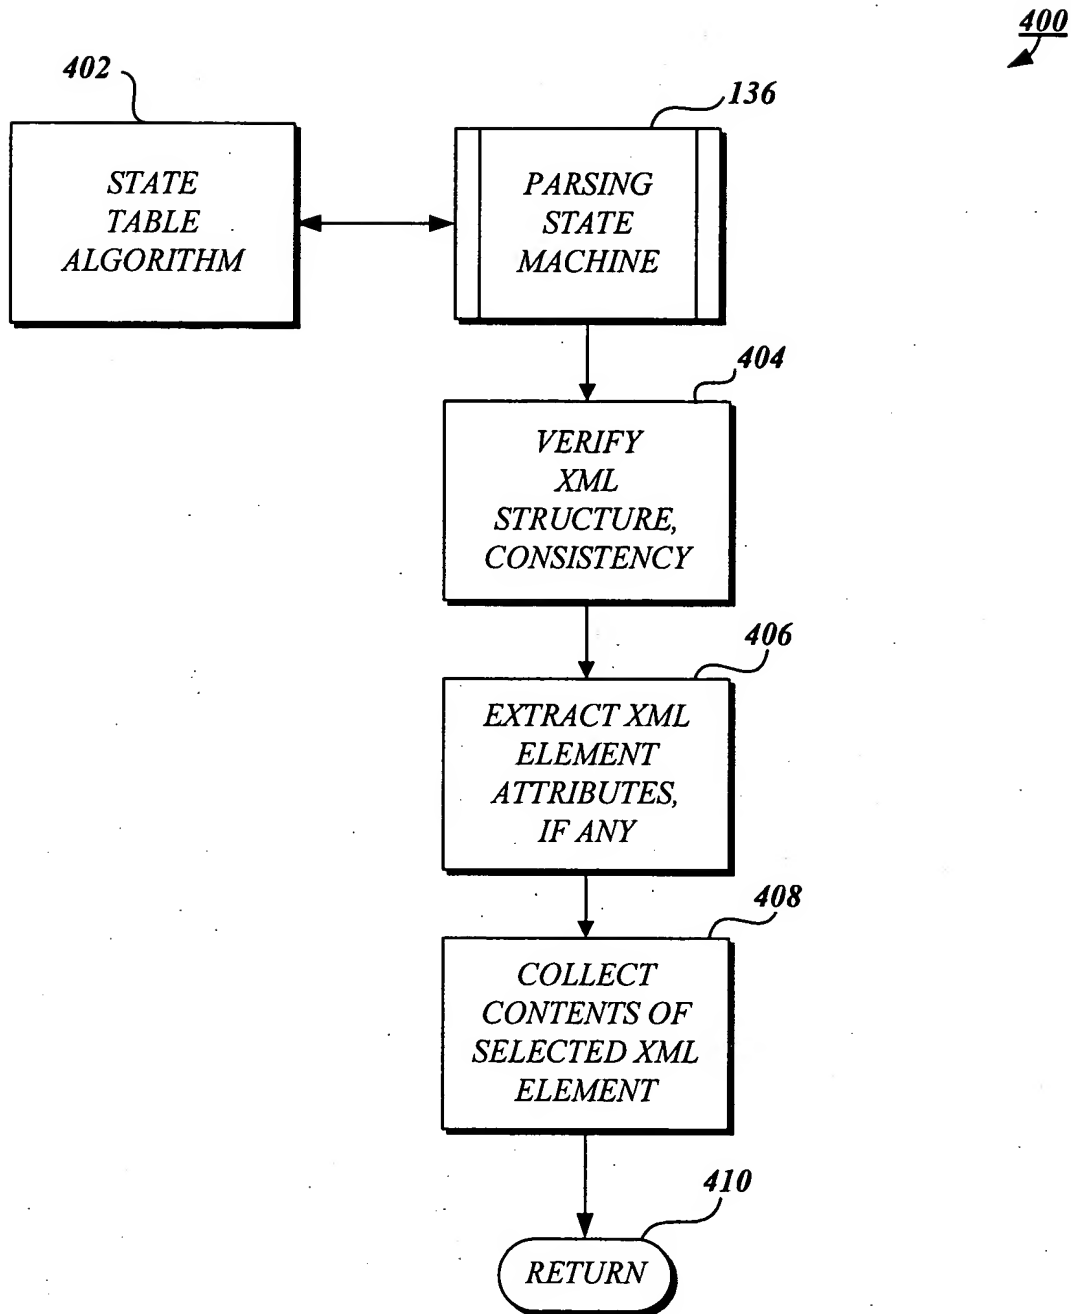 400
402
136
STATE
TABLE
ALGORITHM
PARSING
STATE
MACHINE
404
VERIFY
XML
STRUCTURE,
CONSISTENCY
406
EXTRACT XML
ELEMENT
ATTRIBUTES,
IF ANY
408
COLLECT
CONTENTS OF
SELECTED XML
ELEMENT
410
RETURN